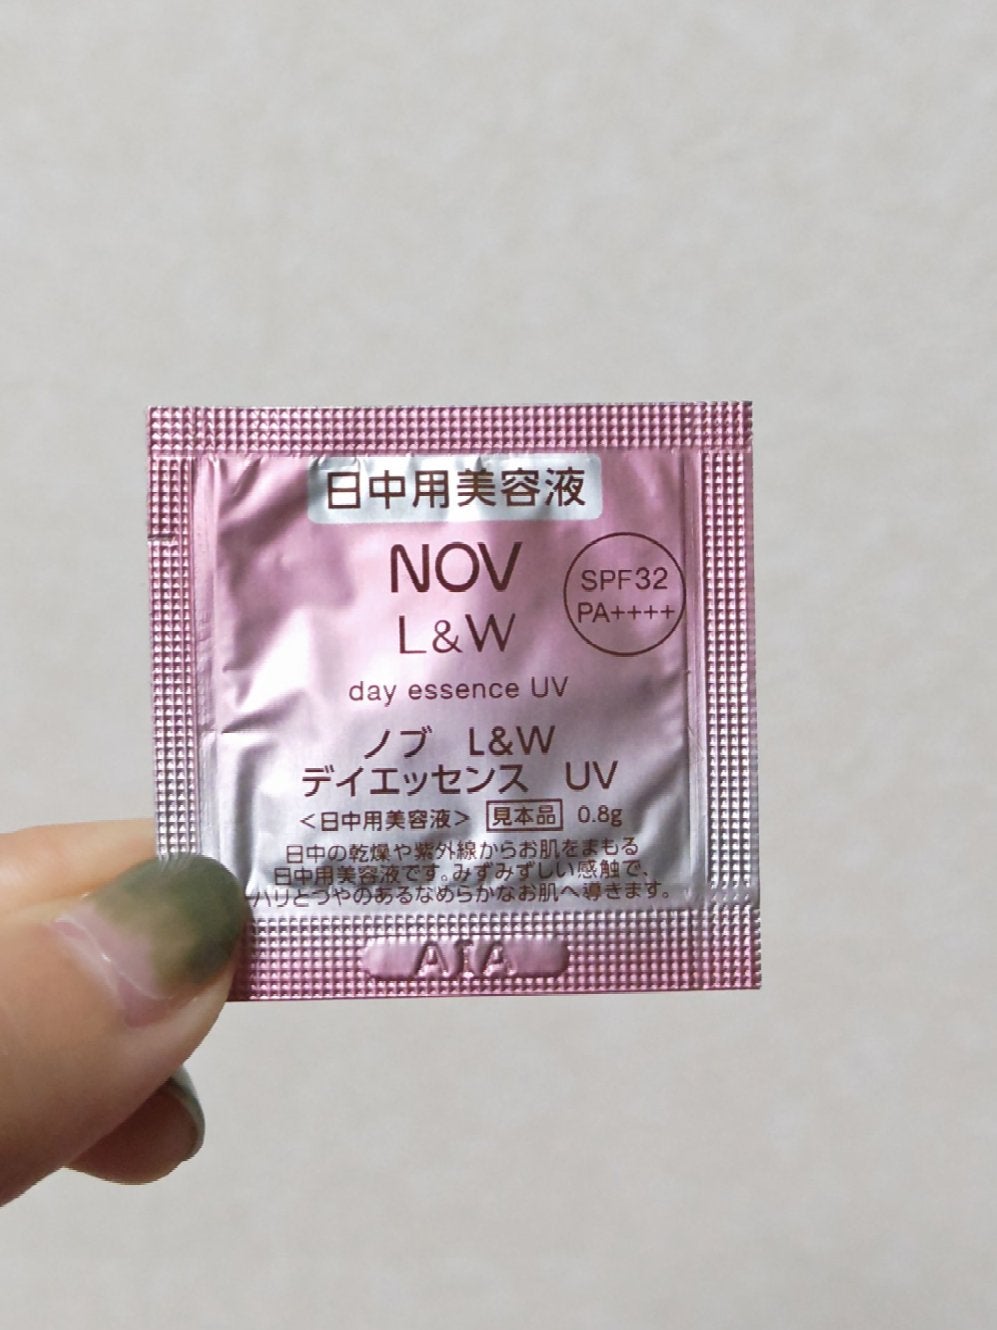 日中用美容液
NOV
L&W
SPF32
PA++++
day essence UV
ノブ L&W
デイエッセンス UV
<日中用美容液> 見本品 0.8g
日中の乾燥や紫外線からお肌をまもる
日中用美容液です。みずみずしい感触で、
ハリとつやのあるなめらかなお肌へ導きます。